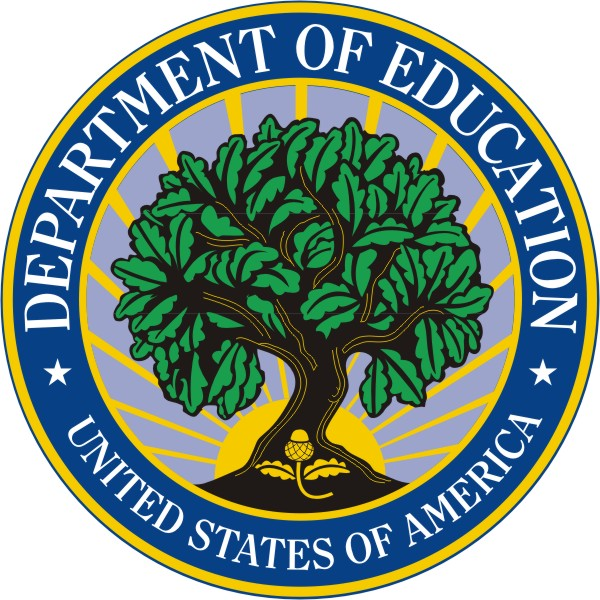 DEPARTMENT OF EDUCATION
UNITED STATES OF AMERICA